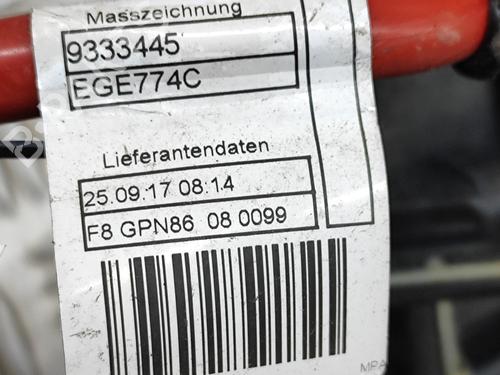 Masszeichnung
9333445
EGE774C
Lieferantendaten
25.09.17 08:14
F8 GPN86 08 0099